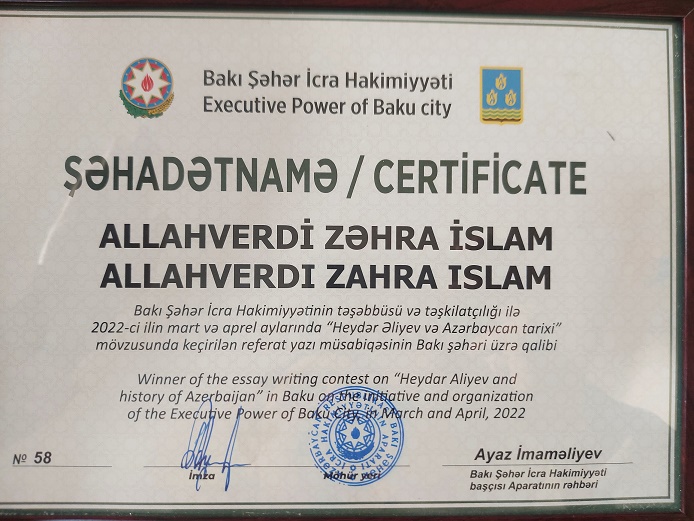 Bakı Şəhər İcra Hakimiyyəti
Executive Power of Baku city
ŞƏHADƏTNAMƏ / CERTİFİCATE
ALLAHVERDİ ZƏHRA İSLAM
ALLAHVERDI ZAHRA ISLAM
Bakı Şəhər İcra Hakimiyyətinin təşəbbüsü və təşkilatçılığı ilə
2022-ci ilin mart və aprel aylarında “Heydər Əliyev və Azərbaycan tarixi”
mövzusunda keçirilən referat yazı müsabiqəsinin Bakı şəhəri üzrə qalibi
Winner of the essay writing contest on “Heydar Aliyev and
history of Azerbaijan” in Baku on the initiative and organization
of the Executive Power of Baku City, in March and April, 2022
№ 58
İmza
Möhür yeri
Ayaz İmaməliyev
Bakı Şəhər İcra Hakimiyyəti
başçısı Aparatının rəhbəri